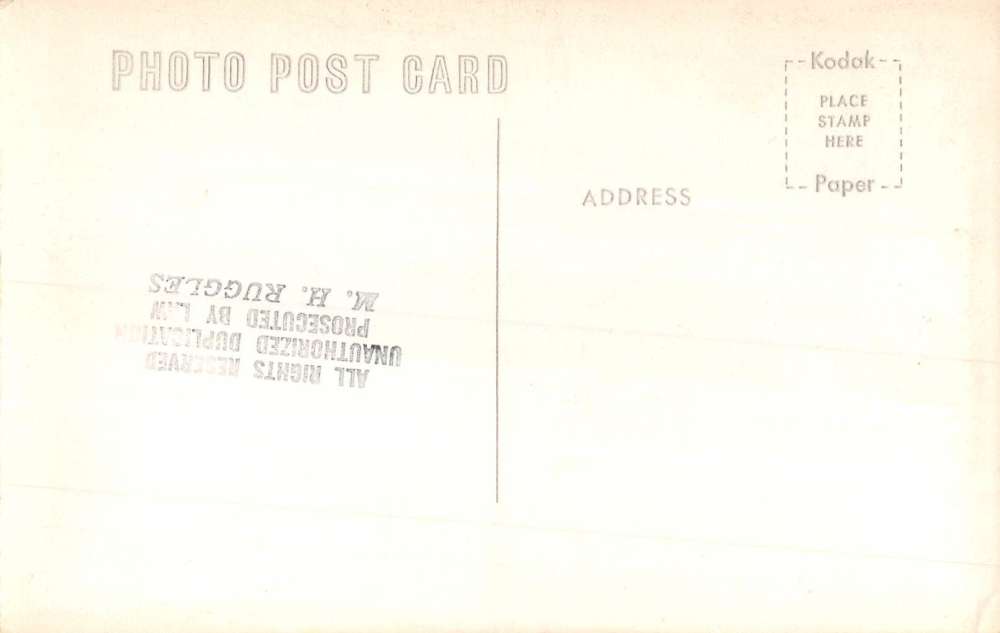 PHOTO POST CARD
Kodak
PLACE
STAMP
HERE
Paper
ADDRESS
ALL RIGHTS RESERVED
UNAUTHORIZED DUPLICATION
PROSECUTED BY LAW
M. H. RUGGLES